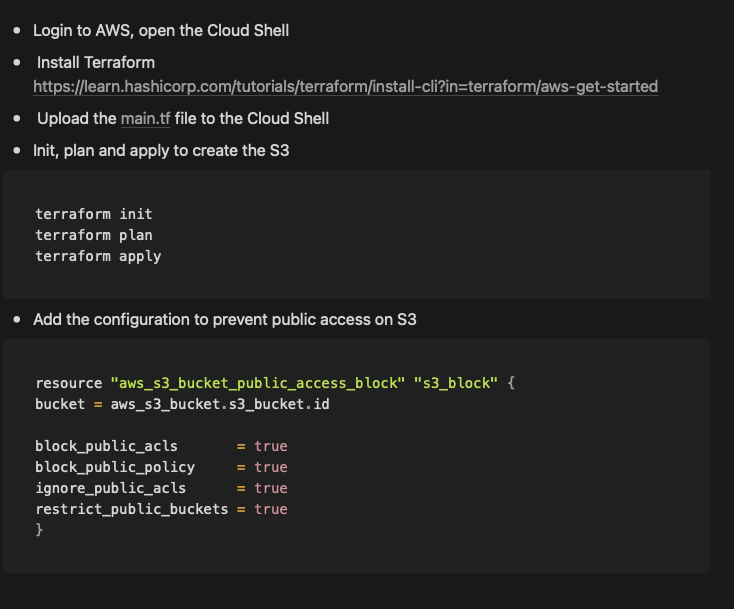 • Login to AWS, open the Cloud Shell
• Install Terraform
https://learn.hashicorp.com/tutorials/terraform/install-cli?in=terraform/aws-get-started
• Upload the main.tf file to the Cloud Shell
• Init, plan and apply to create the S3
terraform init
terraform plan
terraform apply
• Add the configuration to prevent public access on S3
resource "aws_s3_bucket_public_access_block" "s3_block" {
bucket = aws_s3_bucket.s3_bucket.id
block_public_acls       = true
block_public_policy     = true
ignore_public_acls      = true
restrict_public_buckets = true
}